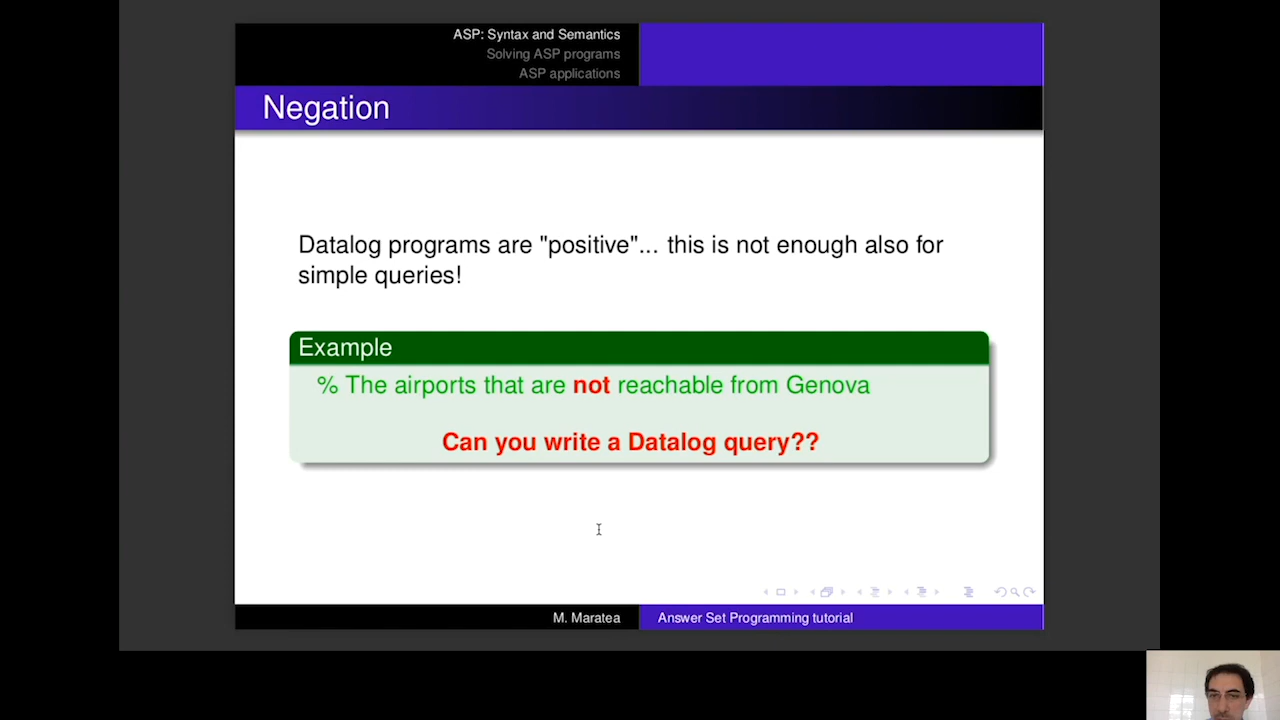 ASP: Syntax and Semantics
Solving ASP programs
ASP applications
Negation
Datalog programs are "positive"... this is not enough also for
simple queries!
Example
% The airports that are not reachable from Genova
Can you write a Datalog query??
M. Maratea
Answer Set Programming tutorial